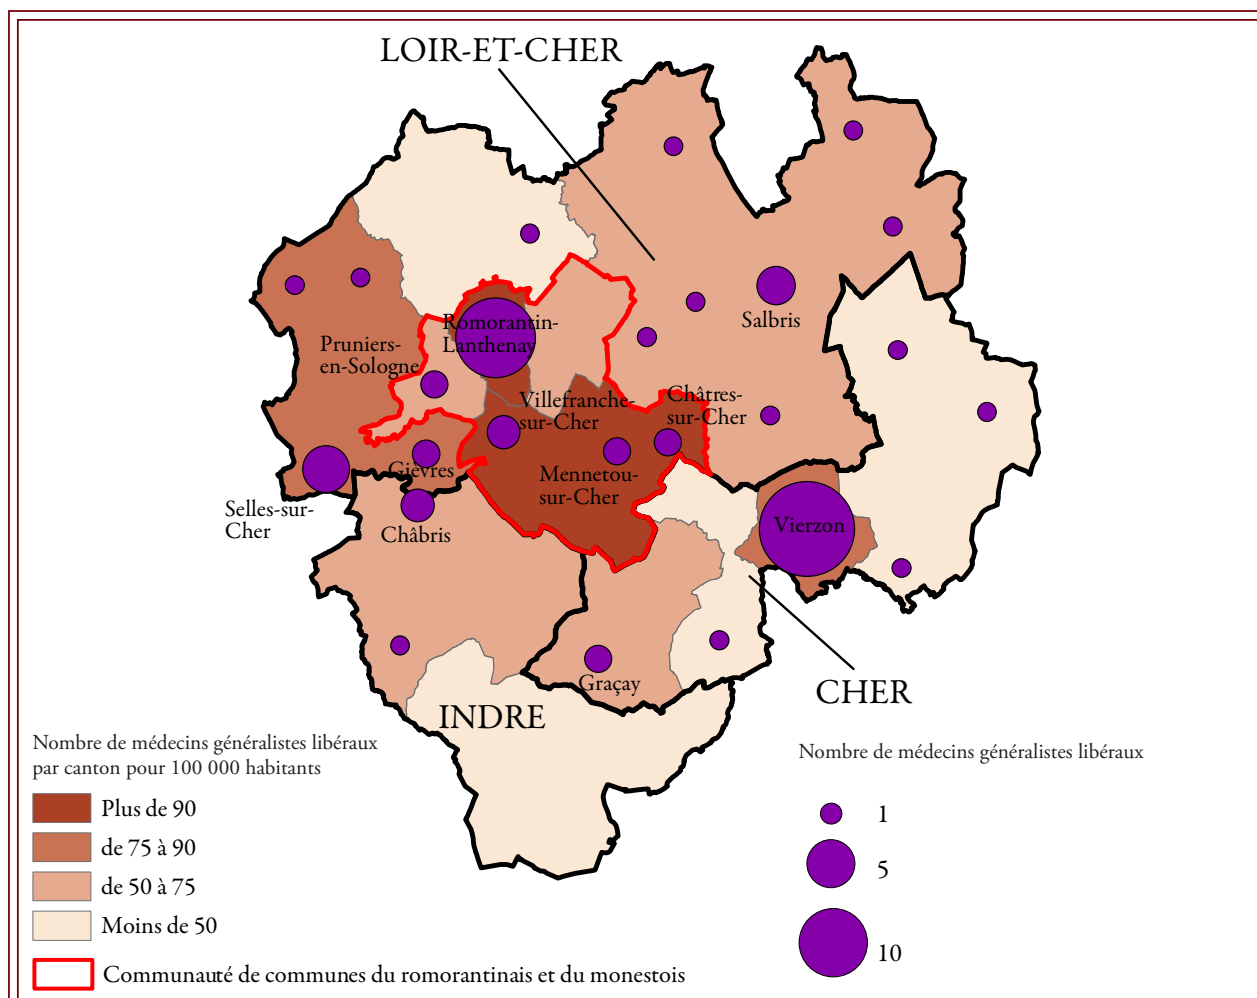 LOIR-ET-CHER
Salbris
Romorantin-
Lanthenay
Pruniers-
en-Sologne
Villefranche-
sur-Cher
Châtres-
sur-Cher
Gièvres
Mennetou-
sur-Cher
Selles-sur-
Cher
Châbris
Vierzon
Graçay
CHER
INDRE
Nombre de médecins généralistes libéraux
par canton pour 100 000 habitants
Plus de 90
de 75 à 90
de 50 à 75
Moins de 50
Communauté de communes du romorantinais et du monestois
Nombre de médecins généralistes libéraux
1
5
10